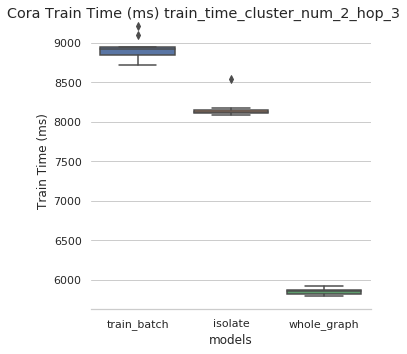 Cora Train Time (ms) train_time_cluster_num_2_hop_3
9000
8500
8000
7500
7000
6500
6000
Train Time (ms)
train_batch isolate whole_graph
models